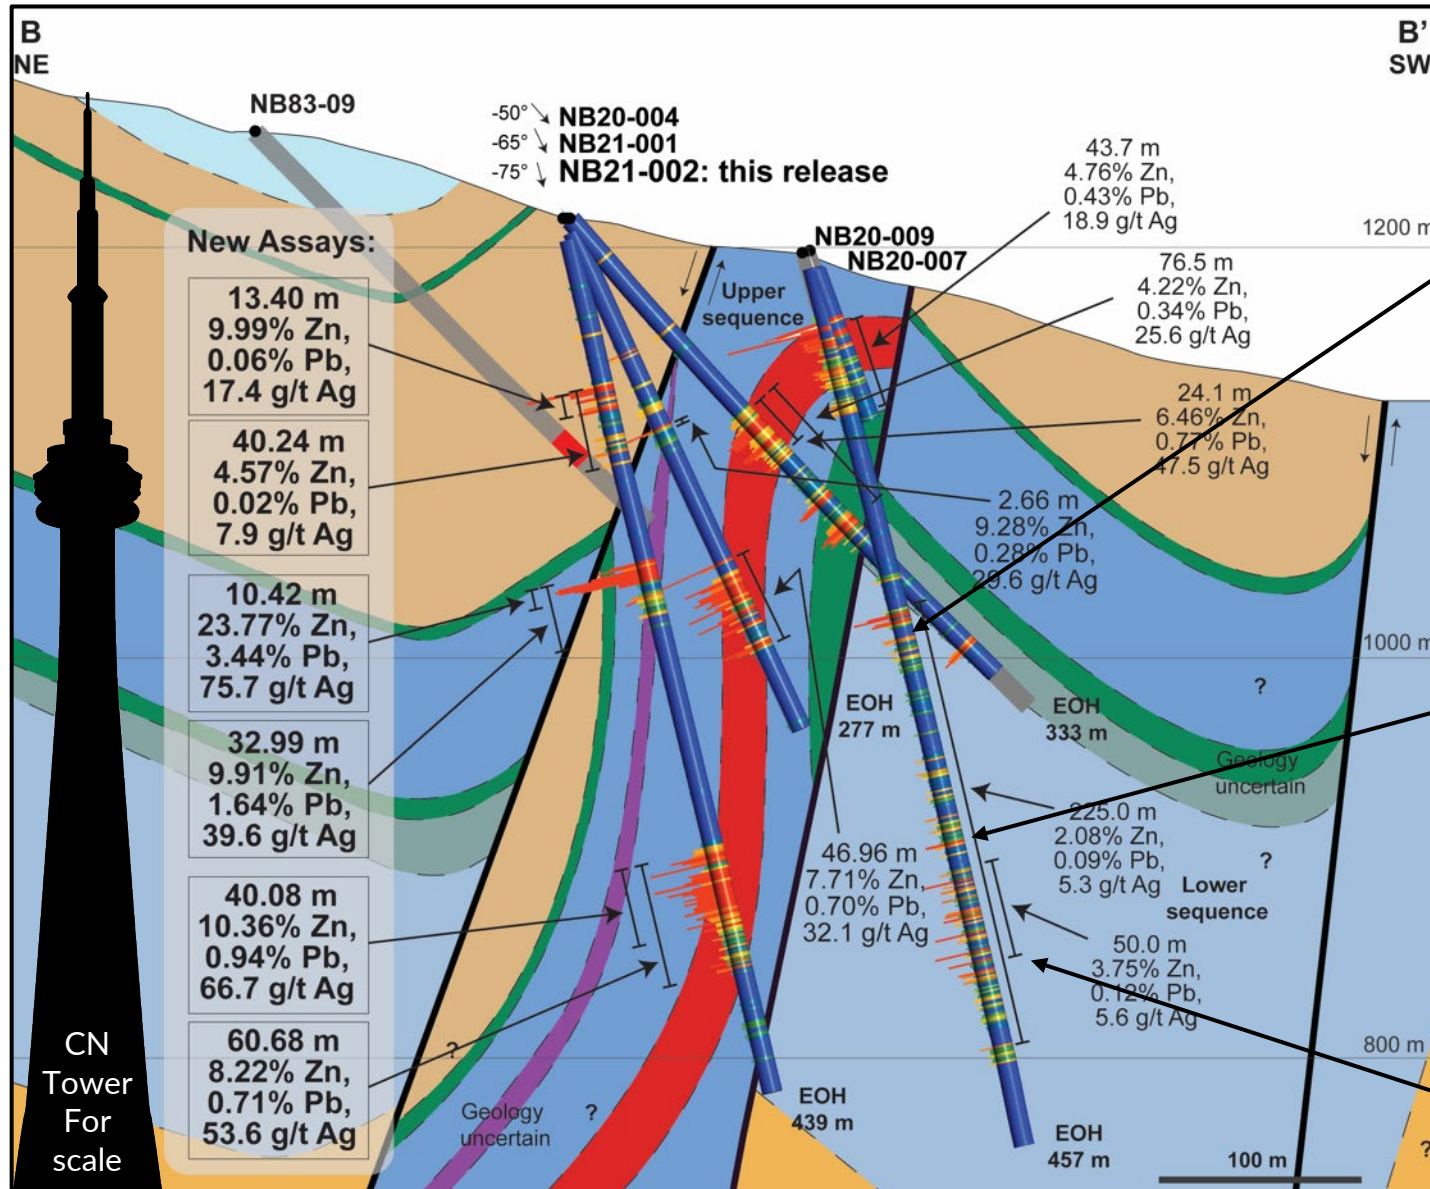 B
NE
B’
SW
NB83-09
-50° NB20-004
-65° NB21-001
-75° NB21-002: this release
NB20-009
NB20-007
43.7 m
4.76% Zn,
0.43% Pb,
18.9 g/t Ag
1200 m
76.5 m
4.22% Zn,
0.34% Pb,
25.6 g/t Ag
Upper
sequence
24.1 m
6.46% Zn,
0.77% Pb,
47.5 g/t Ag
2.66 m
9.28% Zn,
0.28% Pb,
29.6 g/t Ag
New Assays:
13.40 m
9.99% Zn,
0.06% Pb,
17.4 g/t Ag
40.24 m
4.57% Zn,
0.02% Pb,
7.9 g/t Ag
10.42 m
23.77% Zn,
3.44% Pb,
75.7 g/t Ag
32.99 m
9.91% Zn,
1.64% Pb,
39.6 g/t Ag
40.08 m
10.36% Zn,
0.94% Pb,
66.7 g/t Ag
60.68 m
8.22% Zn,
0.71% Pb,
53.6 g/t Ag
1000 m
?
EOH
277 m
EOH
333 m
Geology
uncertain
225.0 m
2.08% Zn,
0.09% Pb,
5.3 g/t Ag
?
46.96 m
7.71% Zn,
0.70% Pb,
32.1 g/t Ag
Lower
sequence
50.0 m
3.75% Zn,
0.12% Pb,
5.6 g/t Ag
800 m
?
CN
Tower
For
scale
Geology
uncertain
?
EOH
439 m
EOH
457 m
100 m
?